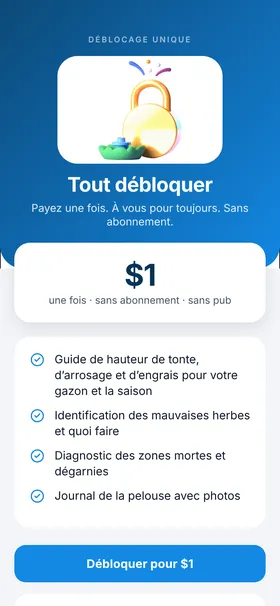 DÉBLOCAGE UNIQUE
Tout débloquer
Payez une fois. À vous pour toujours. Sans
abonnement.
$1
une fois · sans abonnement · sans pub
Guide de hauteur de tonte,
d’arrosage et d’engrais pour votre
gazon et la saison
Identification des mauvaises herbes
et quoi faire
Diagnostic des zones mortes et
dégarnies
Journal de la pelouse avec photos
Débloquer pour $1